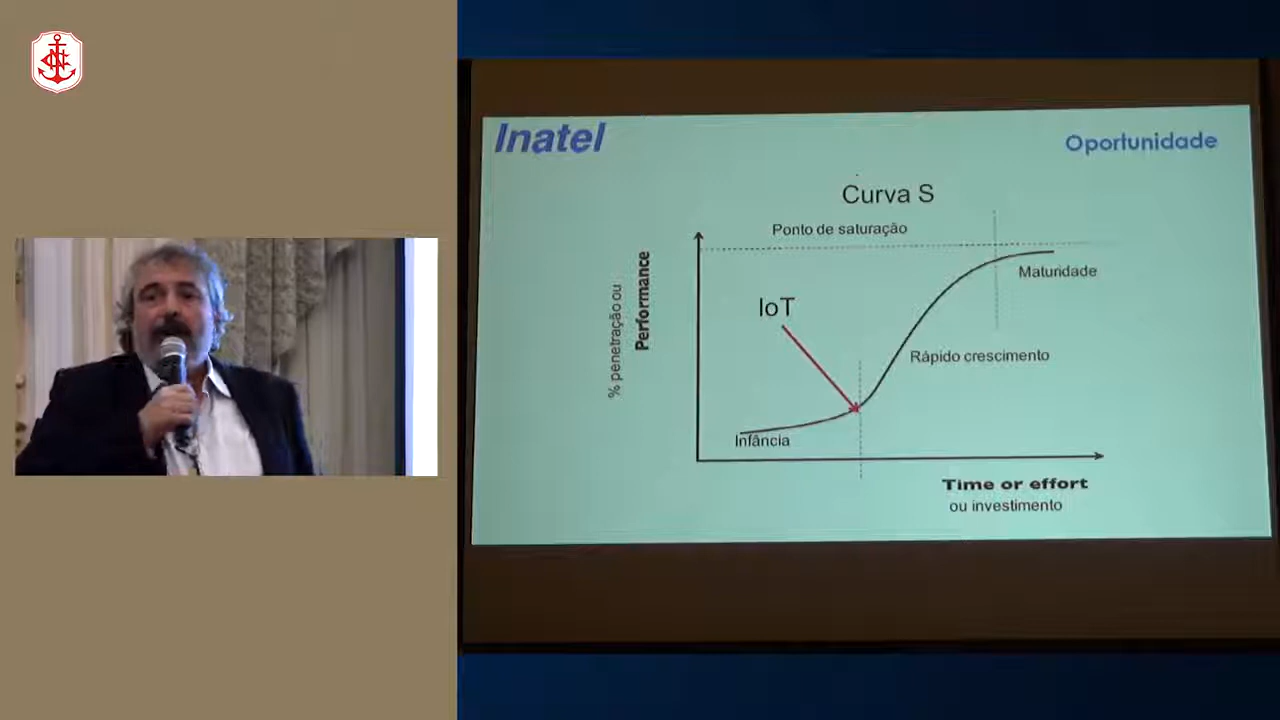 Inatel
Oportunidade
Curva S
Ponto de saturação
Maturidade
% penetração ou
Performance
IoT
Rápido crescimento
Infância
Time or effort
ou investimento